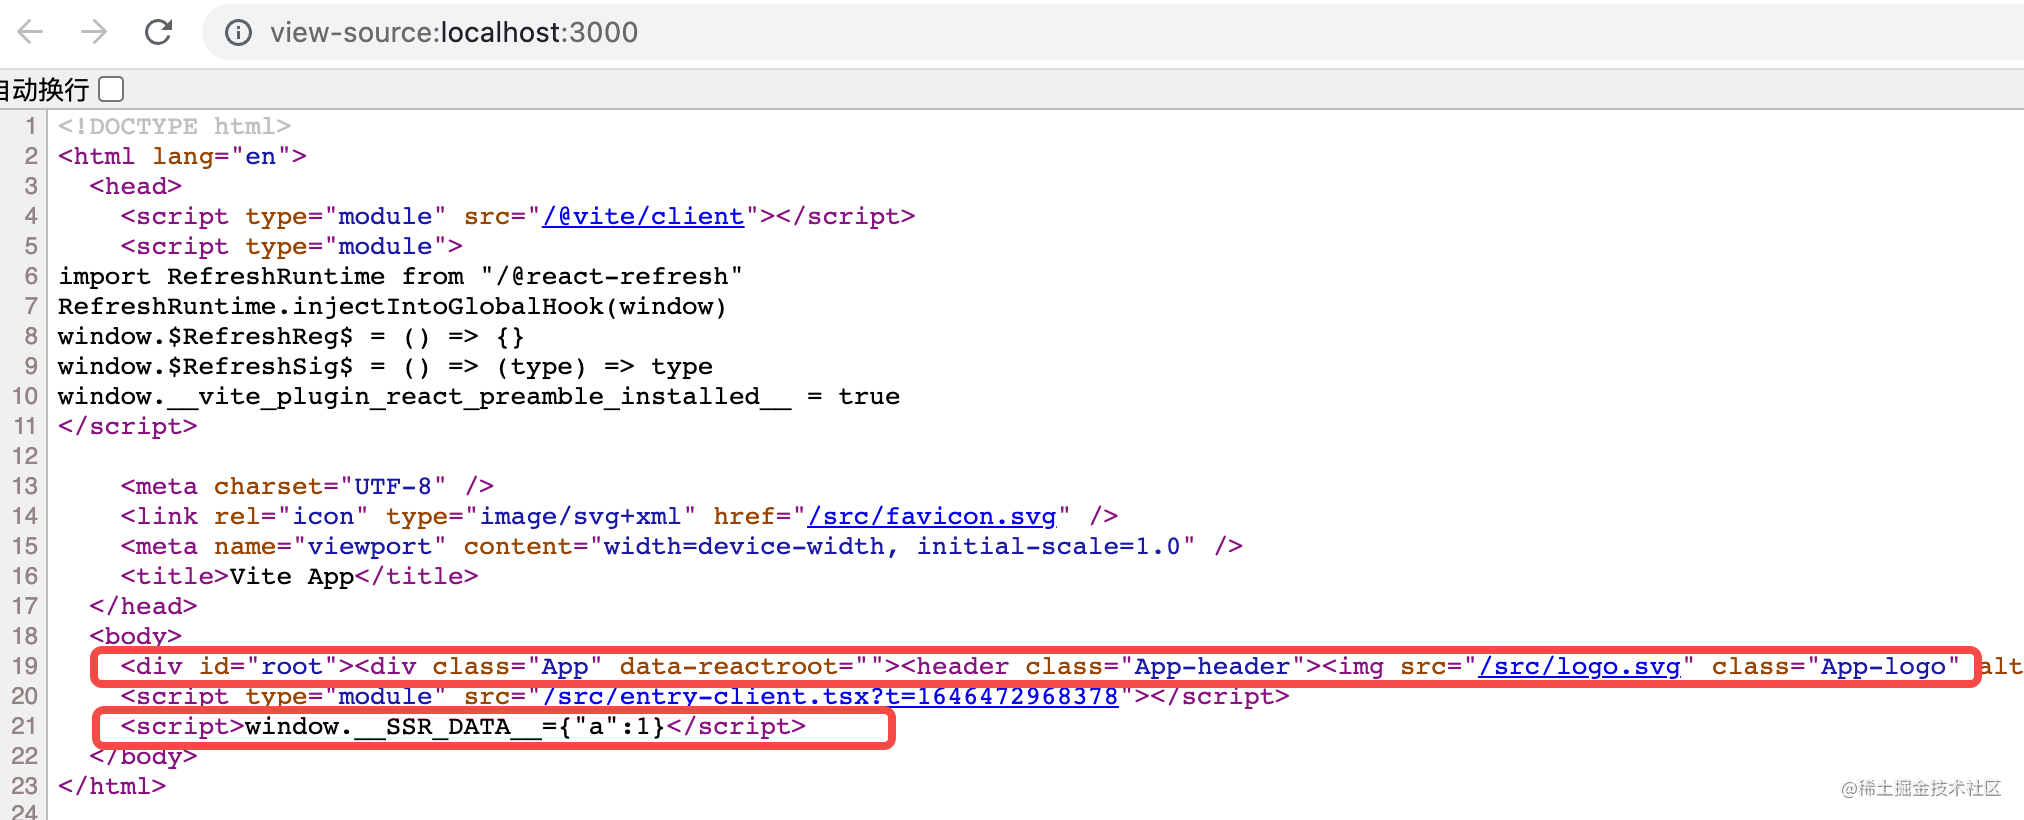 view-source:localhost:3000
自动换行
1 <!DOCTYPE html>
2 <html lang="en">
3   <head>
4     <script type="module" src="/@vite/client"></script>
5     <script type="module">
6 import RefreshRuntime from "/@react-refresh"
7 RefreshRuntime.injectIntoGlobalHook(window)
8 window.$RefreshReg$ = () => {}
9 window.$RefreshSig$ = () => (type) => type
10 window.__vite_plugin_react_preamble_installed__ = true
11 </script>
12
13     <meta charset="UTF-8" />
14     <link rel="icon" type="image/svg+xml" href="/src/favicon.svg" />
15     <meta name="viewport" content="width=device-width, initial-scale=1.0" />
16     <title>Vite App</title>
17   </head>
18   <body>
19     <div id="root"><div class="App" data-reactroot=""><header class="App-header"><img src="/src/logo.svg" class="App-logo" alt
20     <script type="module" src="/src/entry-client.tsx?t=1646472968378"></script>
21     <script>window.__SSR_DATA__={"a":1}</script>
22   </body>
23 </html>
24
@稀土掘金技术社区